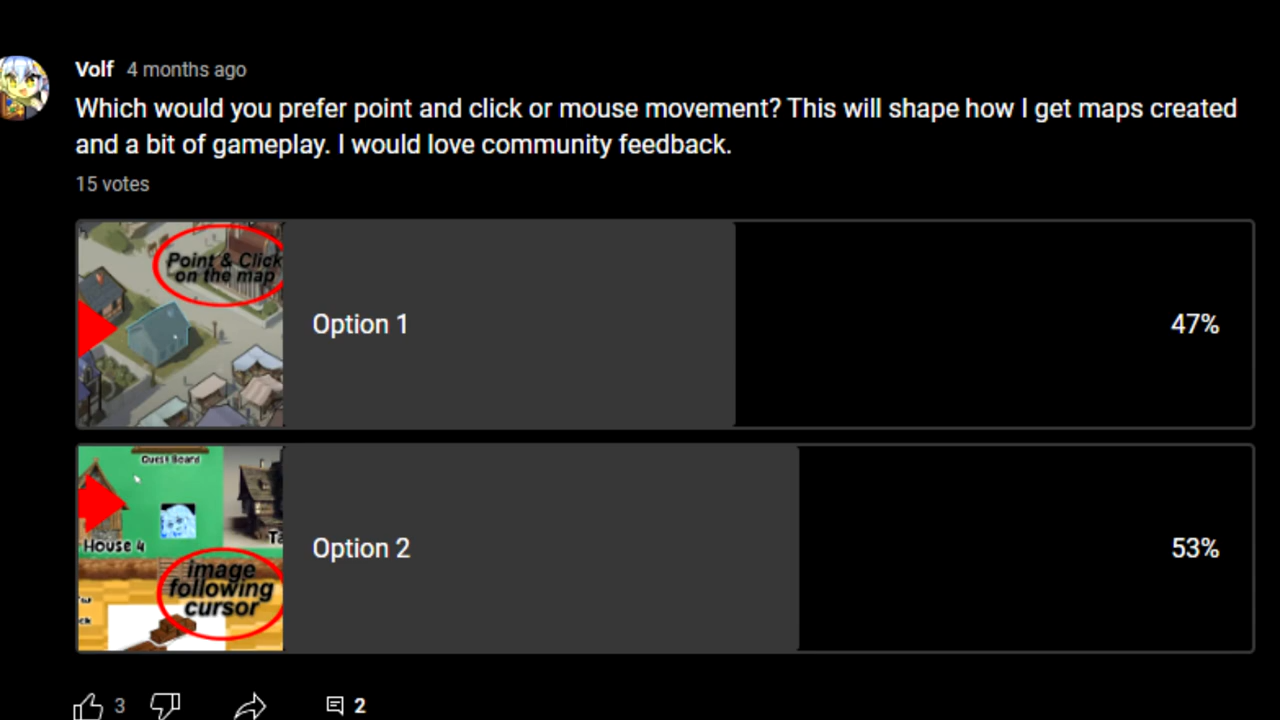 Volf 4 months ago
Which would you prefer point and click or mouse movement? This will shape how I get maps created
and a bit of gameplay. I would love community feedback.
15 votes
Point & Click
on the map
Option 1
47%
Quest Board
House 4
image
following
cursor
Option 2
53%
3
2